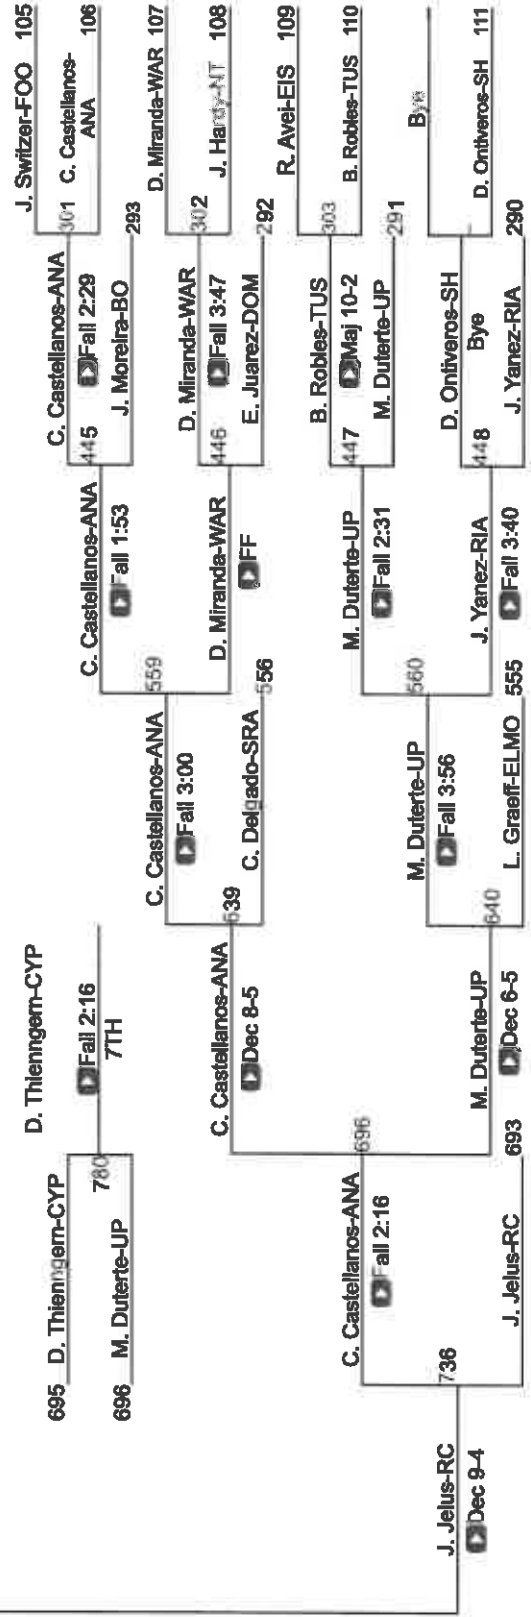 J. Switzer-FOO 105
C. Castellanos-
ANA
106
D. Miranda-WAR 107
J. Hardy-NT 108
R. Avei-EIS 109
B. Robles-TUS 110
Bye
D. Ontiveros-SH 111
301
C. Castellanos-ANA
Fall 2:29
J. Moreira-BO
293
302
D. Miranda-WAR
Fall 3:47
E. Juarez-DOM
292
303
B. Robles-TUS
Maj 10-2
M. Duterte-UP
291
D. Ontiveros-SH
Bye
J. Yanez-RIA
290
445
C. Castellanos-ANA
Fall 1:53
446
D. Miranda-WAR
FF
447
M. Duterte-UP
Fall 2:31
448
J. Yanez-RIA
Fall 3:40
559
C. Castellanos-ANA
Fall 3:00
C. Delgado-SRA
556
560
M. Duterte-UP
Fall 3:56
L. Graeff-ELMO
555
639
C. Castellanos-ANA
Dec 8-5
640
M. Duterte-UP
Dec 6-5
696
C. Castellanos-ANA
Fall 2:16
J. Jelus-RC
693
736
J. Jelus-RC
Dec 9-4
695 D. Thienngern-CYP
696 M. Duterte-UP
780
D. Thienngern-CYP
Fall 2:16
7TH